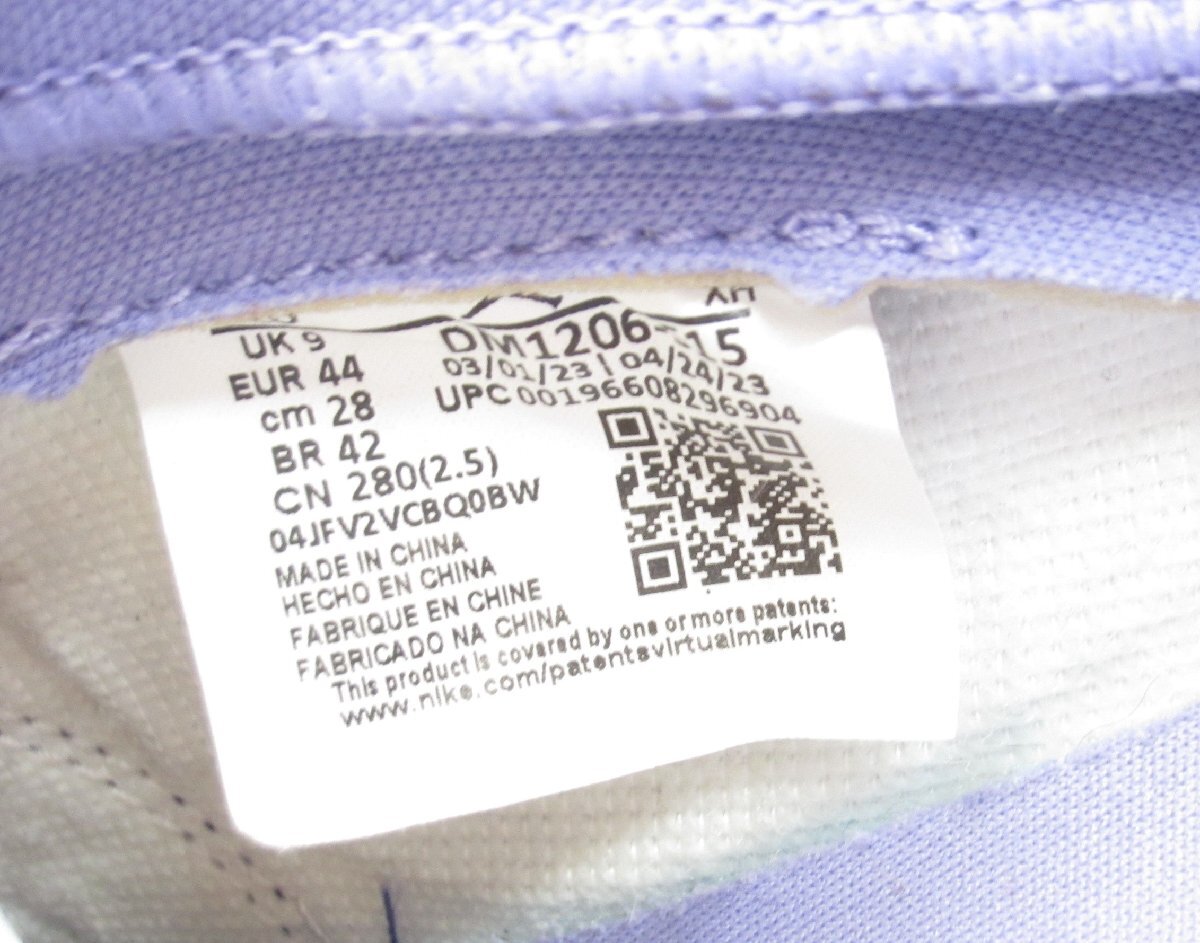 UK 9
EUR 44
cm 28
BR 42
CN 280(2.5)
04JFV2VCBQ0BW
MADE IN CHINA
HECHO EN CHINA
FABRIQUE EN CHINE
FABRICADO NA CHINA
This product is covered by one or more patents:
www.nike.com/patentsvirtualmarking
03/01/23 \ 04/24/23
UPC 00196608296904